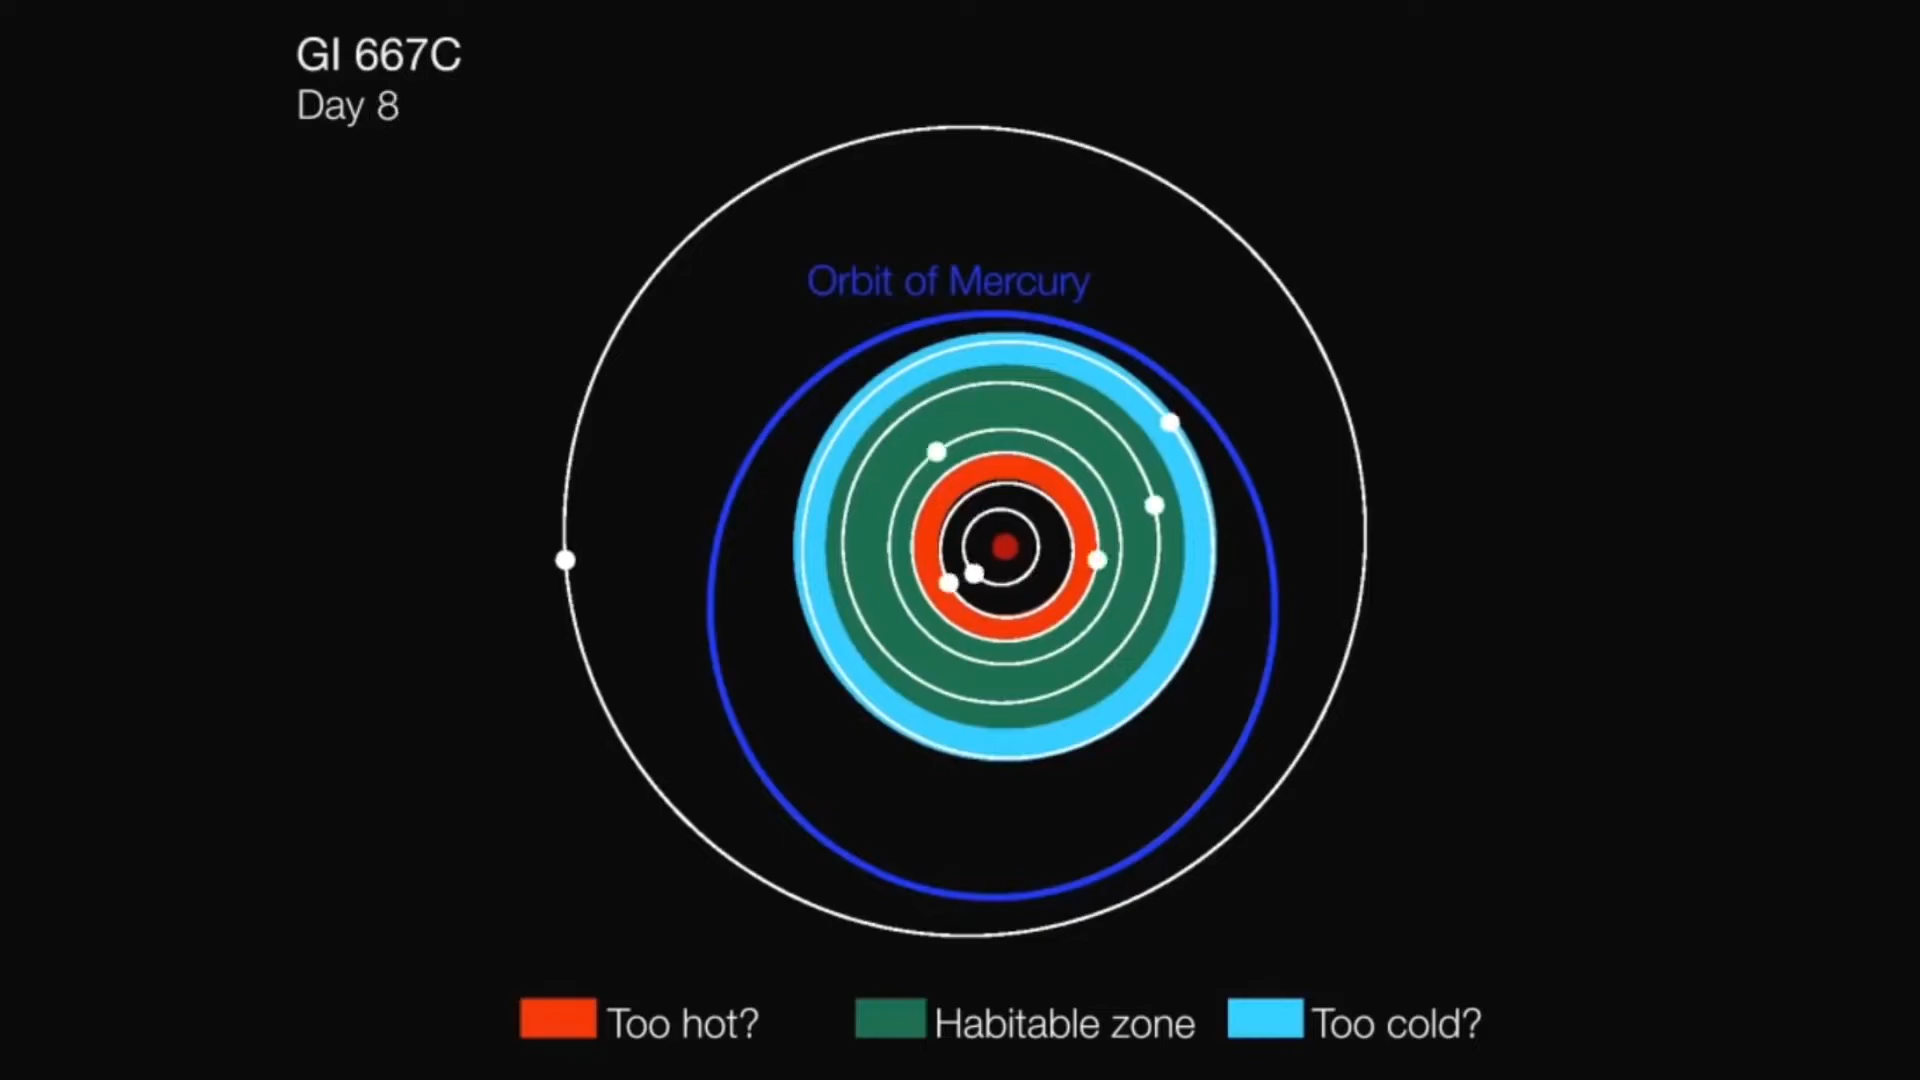 Gl 667C
Day 8
Orbit of Mercury
Too hot?
Habitable zone
Too cold?